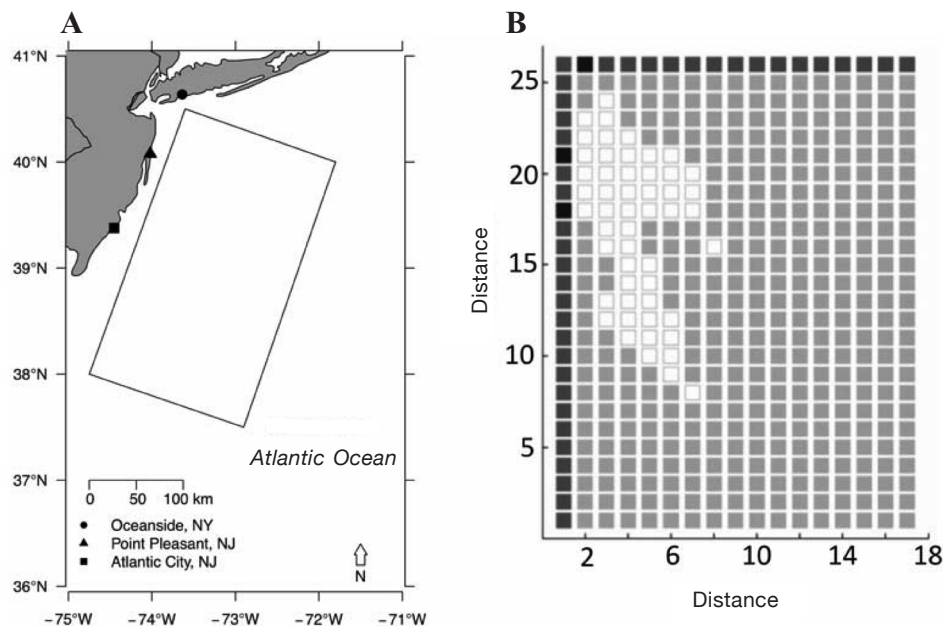 A
41°N
40°N
39°N
38°N
37°N
36°N
−75°W
−74°W
−73°W
−72°W
−71°W
Atlantic Ocean
0
50
100 km
Oceanside, NY
Point Pleasant, NJ
Atlantic City, NJ
N
B
25
20
15
10
5
2
6
10
14
18
Distance
Distance